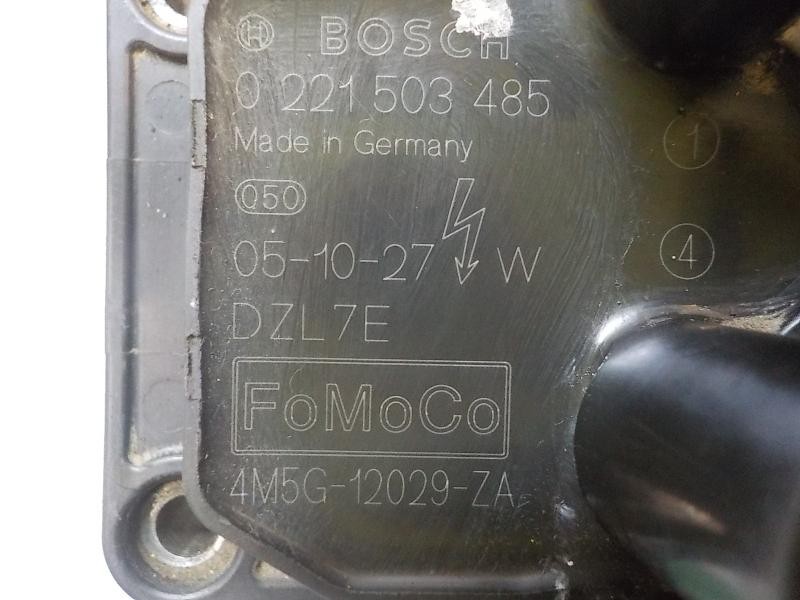 BOSCH
0 221 503 485
Made in Germany
1
Q50
05-10-27 W
4
DZL7E
FoMoCo
4M5G-12029-ZA